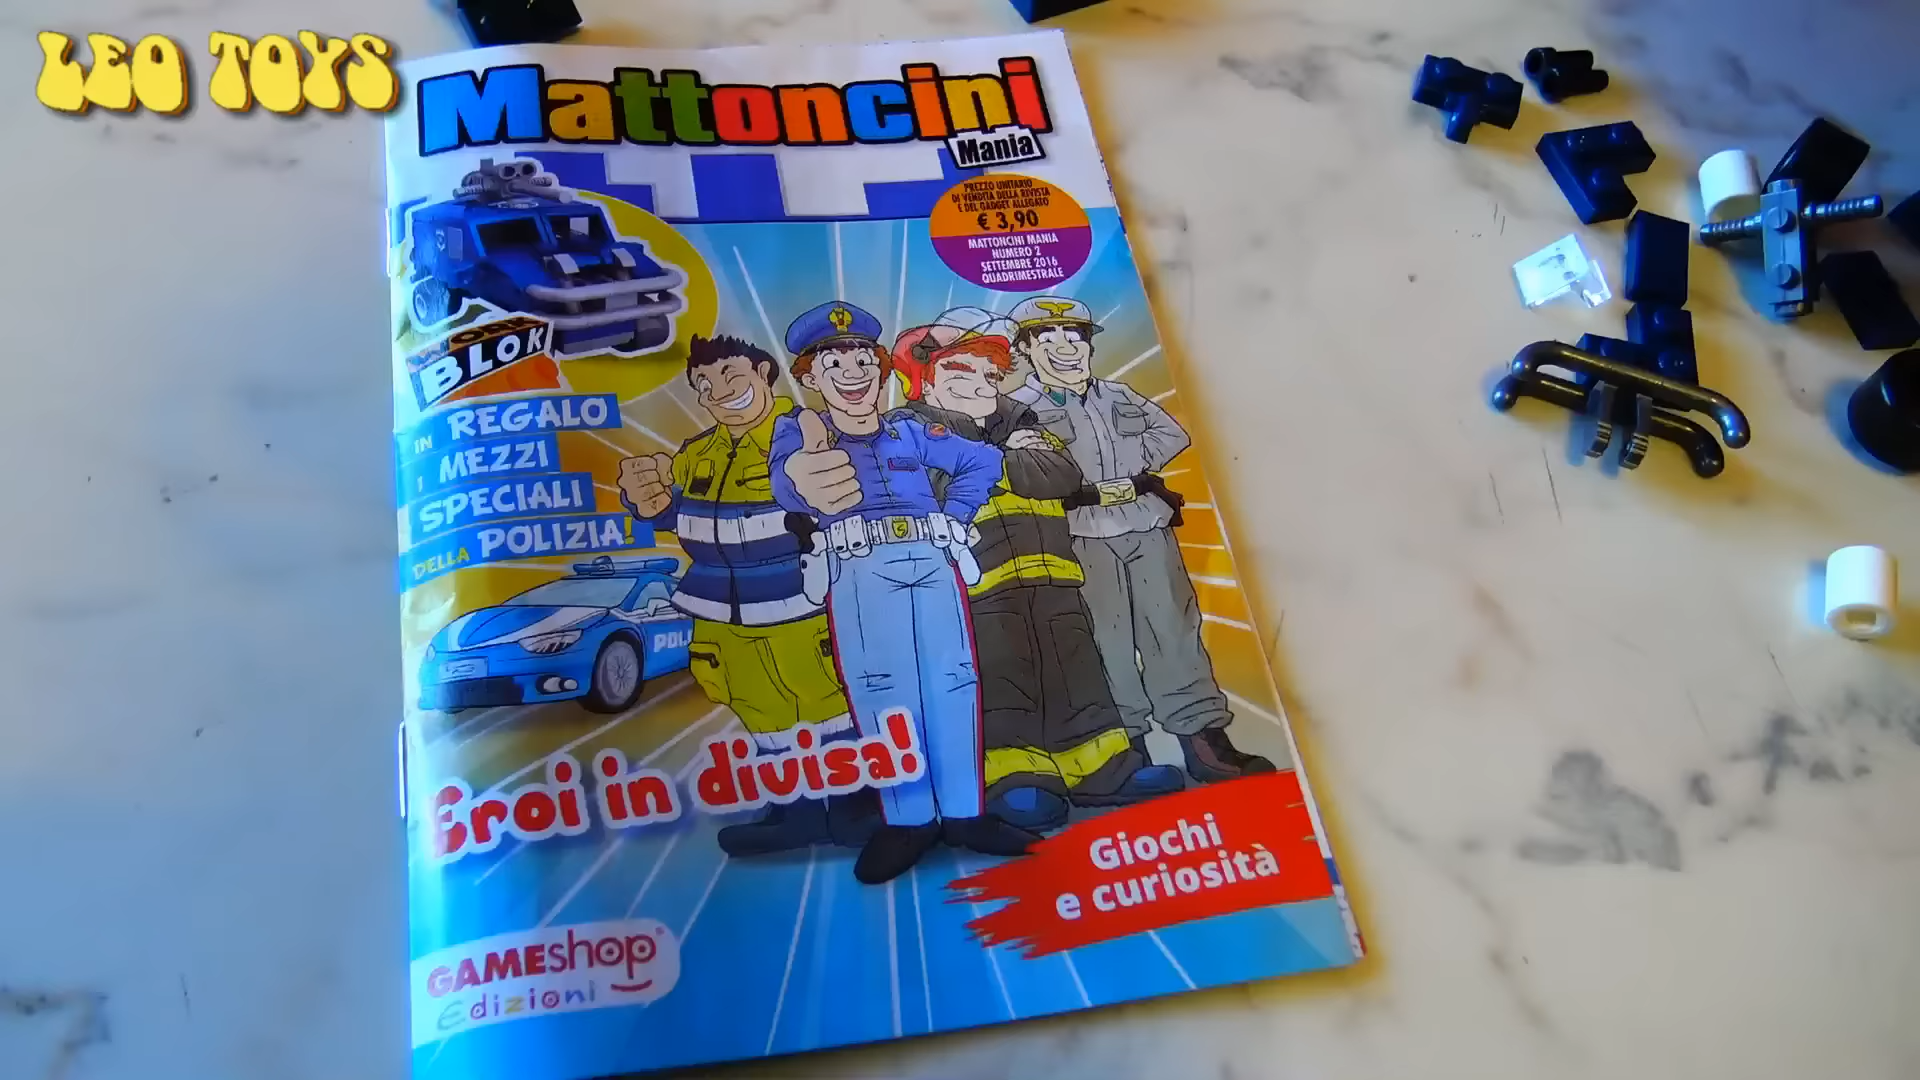 LEO TOYS
Mattoncini
Mania
PREZZO UNITARIO
DI VENDITA DELLA RIVISTA
E DEL GADGET ALLEGATO
€ 3,90
MATTONCINI MANIA
NUMERO 2
SETTEMBRE 2016
QUADRIMESTRALE
BLOK
IN REGALO
I MEZZI
SPECIALI
DELLA POLIZIA!
POLI
Eroi in divisa!
Giochi
e curiosità
GAMEshop
Edizioni